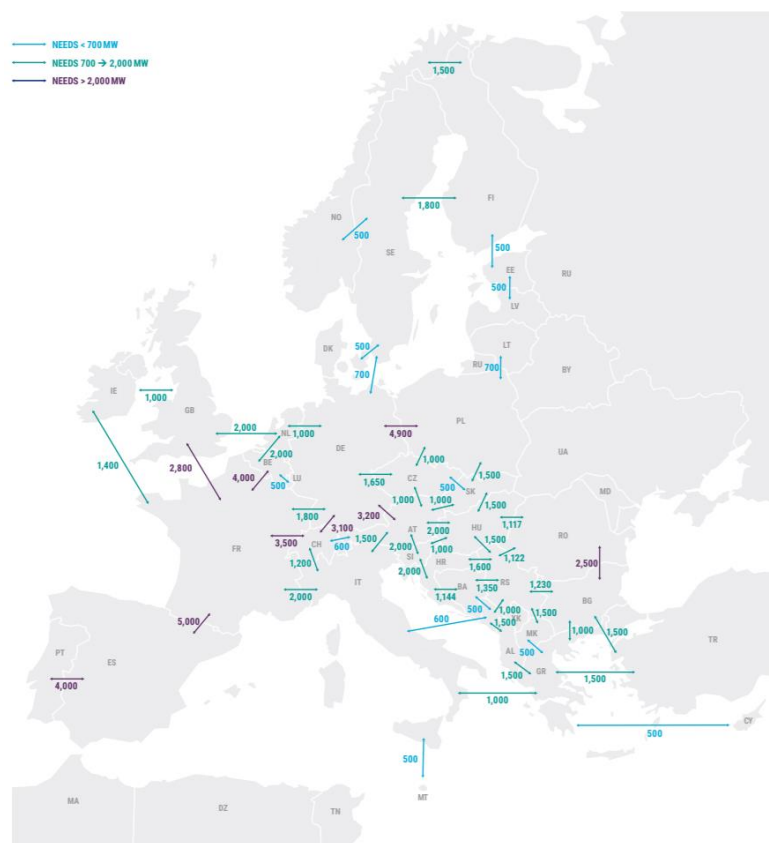 NEEDS < 700 MW
NEEDS 700 → 2,000 MW
NEEDS > 2,000 MW
1,500
1,800
FI
NO
500
SE
500
EE
500
RU
LV
500
DK
LT
700
RU
700
BY
IE
1,000
GB
PL
2,000
NL
1,000
4,900
DE
2,000
UA
BE
1,400
2,800
4,000
LU
500
1,650
CZ
1,000
500
SK
1,500
MD
1,000
1,000
1,500
1,800
3,200
1,117
3,100
AT
2,000
HU
RO
FR
3,500
CH
600
1,500
2,000
1,000
1,500
1,122
1,200
SI
HR
1,600
2,500
IT
2,000
2,000
1,144
BA
1,350
RS
1,230
500
1,000
BG
5,000
600
XK
1,500
1,500
1,000
1,500
MK
PT
ES
AL
500
TR
4,000
1,500
GR
1,500
1,000
CY
500
500
MT
MA
DZ
TN